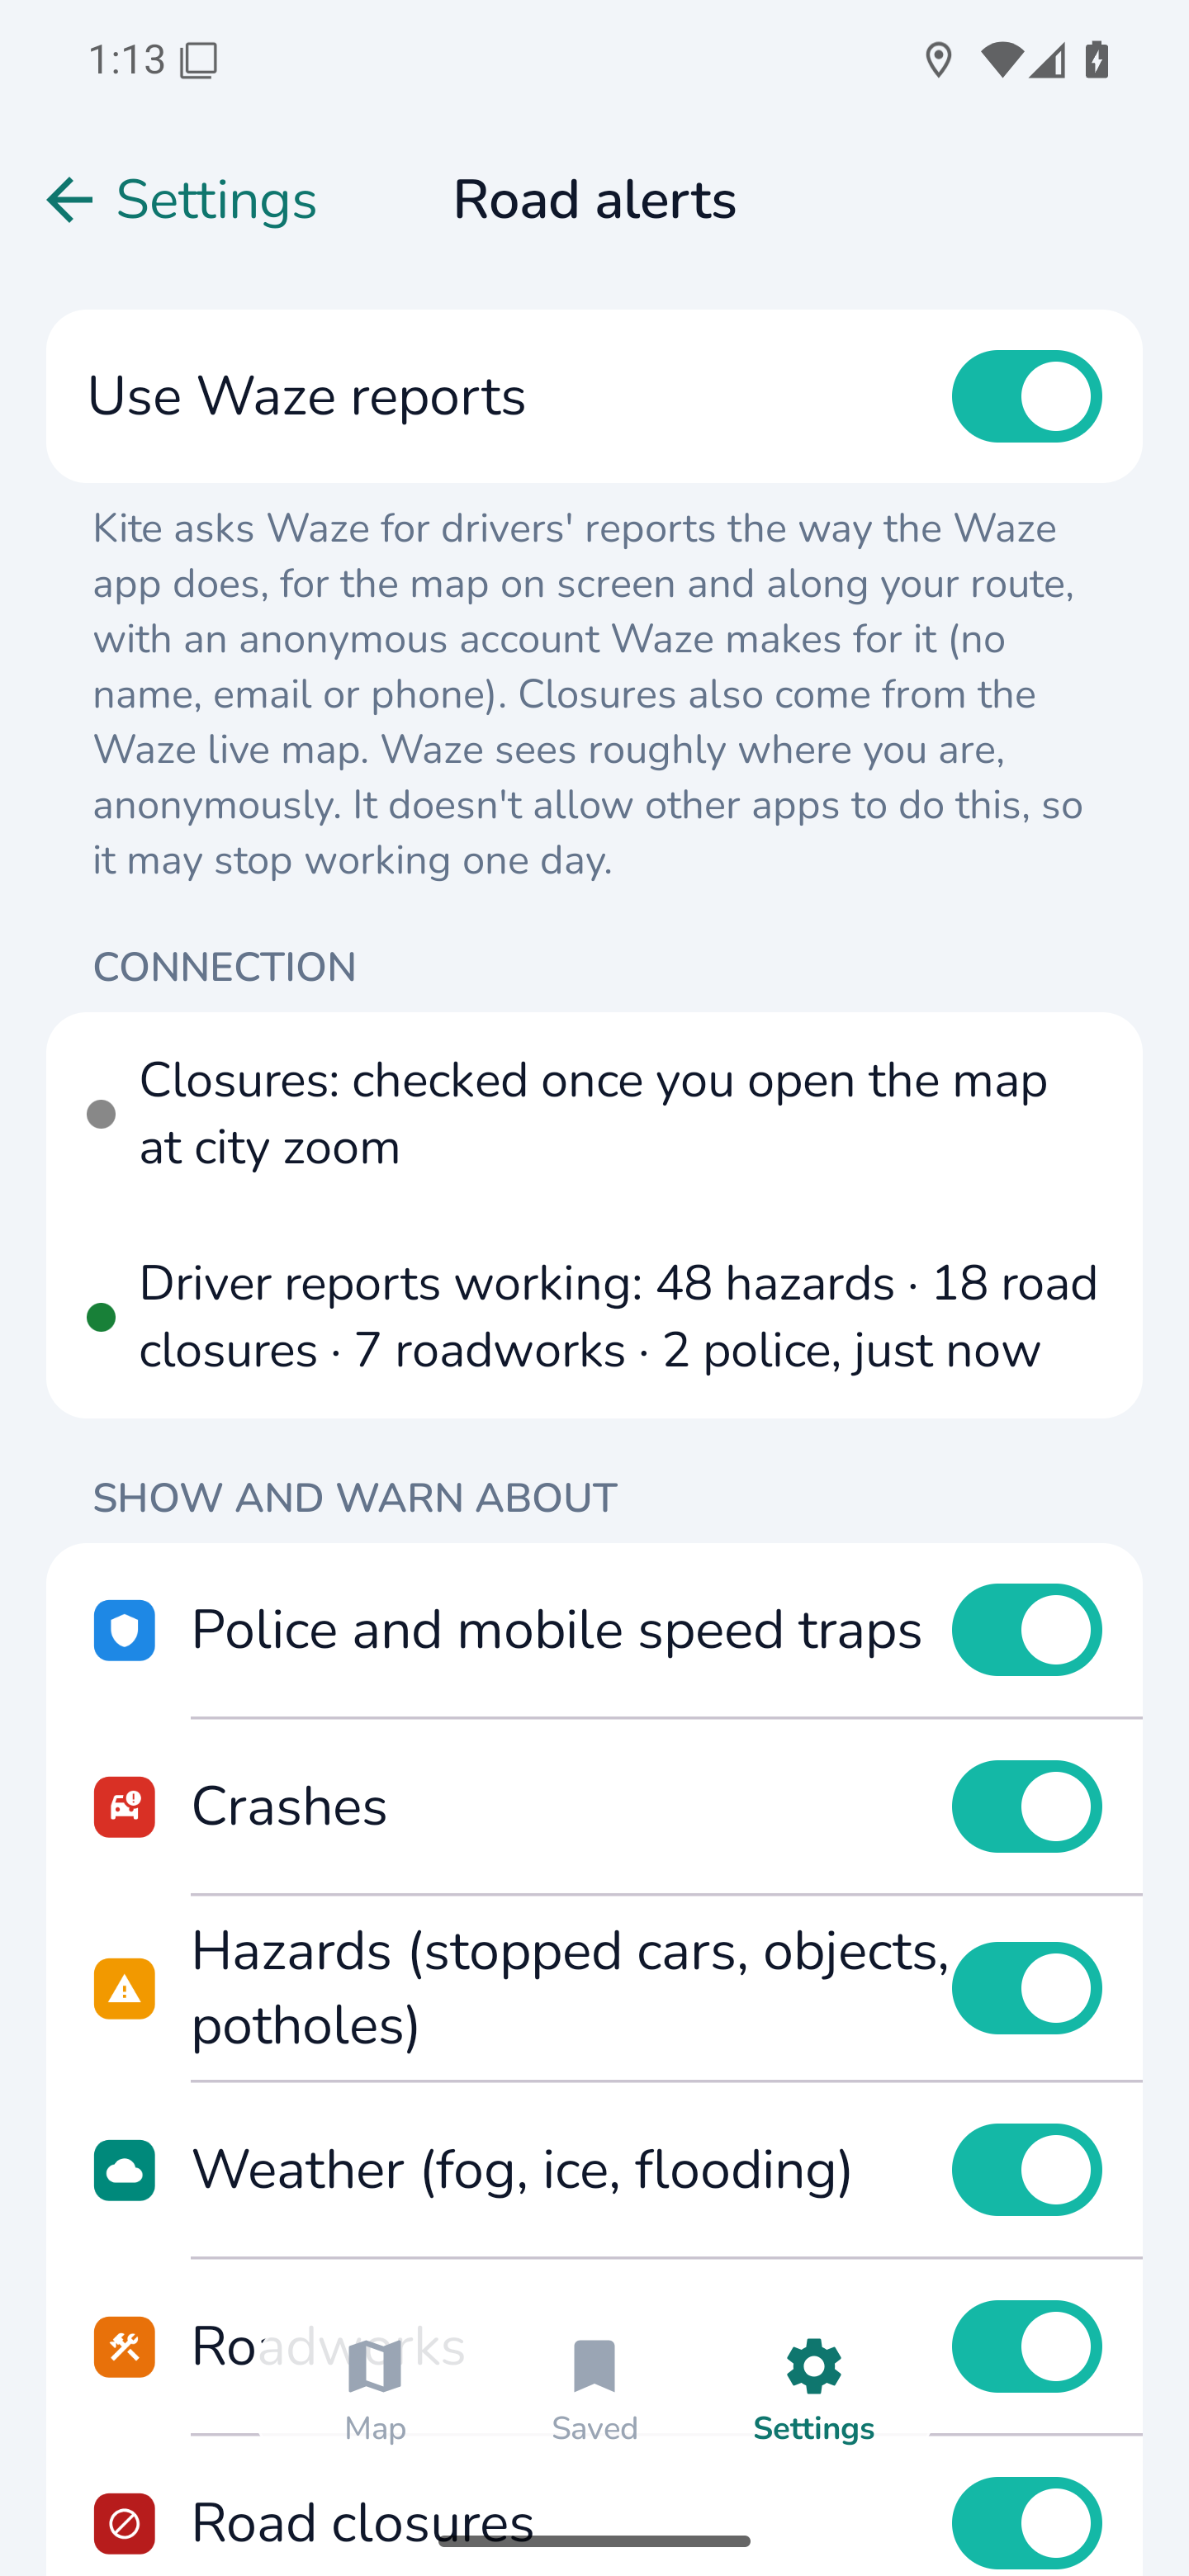 1:13
Settings
Road alerts
Use Waze reports
Kite asks Waze for drivers' reports the way the Waze
app does, for the map on screen and along your route,
with an anonymous account Waze makes for it (no
name, email or phone). Closures also come from the
Waze live map. Waze sees roughly where you are,
anonymously. It doesn't allow other apps to do this, so
it may stop working one day.
CONNECTION
Closures: checked once you open the map
at city zoom
Driver reports working: 48 hazards · 18 road
closures · 7 roadworks · 2 police, just now
SHOW AND WARN ABOUT
Police and mobile speed traps
Crashes
Hazards (stopped cars, objects,
potholes)
Weather (fog, ice, flooding)
Roadworks
Map
Saved
Settings
Road closures